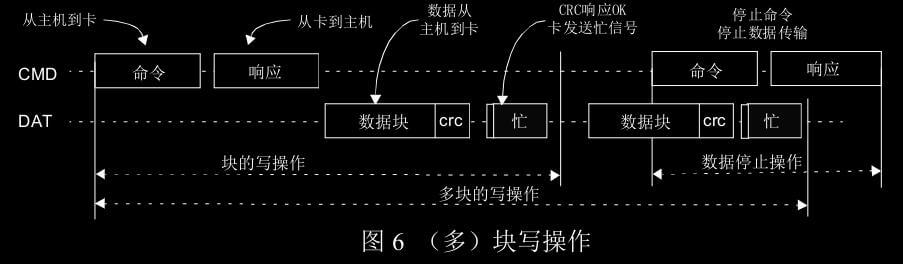 从主机到卡
从卡到主机
数据从
主机到卡
CRC响应OK
卡发送忙信号
停止命令
停止数据传输
CMD 命令 响应 命令 响应
DAT 数据块 crc 忙 数据块 crc 忙
块的写操作
数据停止操作
多块的写操作
图 6 （多）块写操作